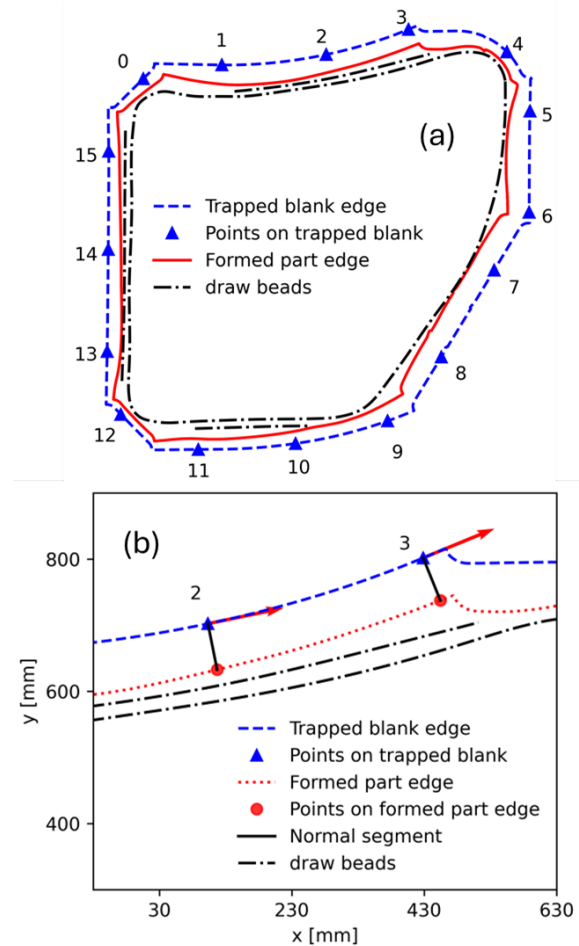 3
4
2
1
0
(a)
5
15
Trapped blank edge
Points on trapped blank
Formed part edge
draw beads
6
14
7
13
8
12
9
11
10
(b)
3
2
800
600
400
y [mm]
Trapped blank edge
Points on trapped blank
Formed part edge
Points on formed part edge
Normal segment
draw beads
30
230
430
630
x [mm]